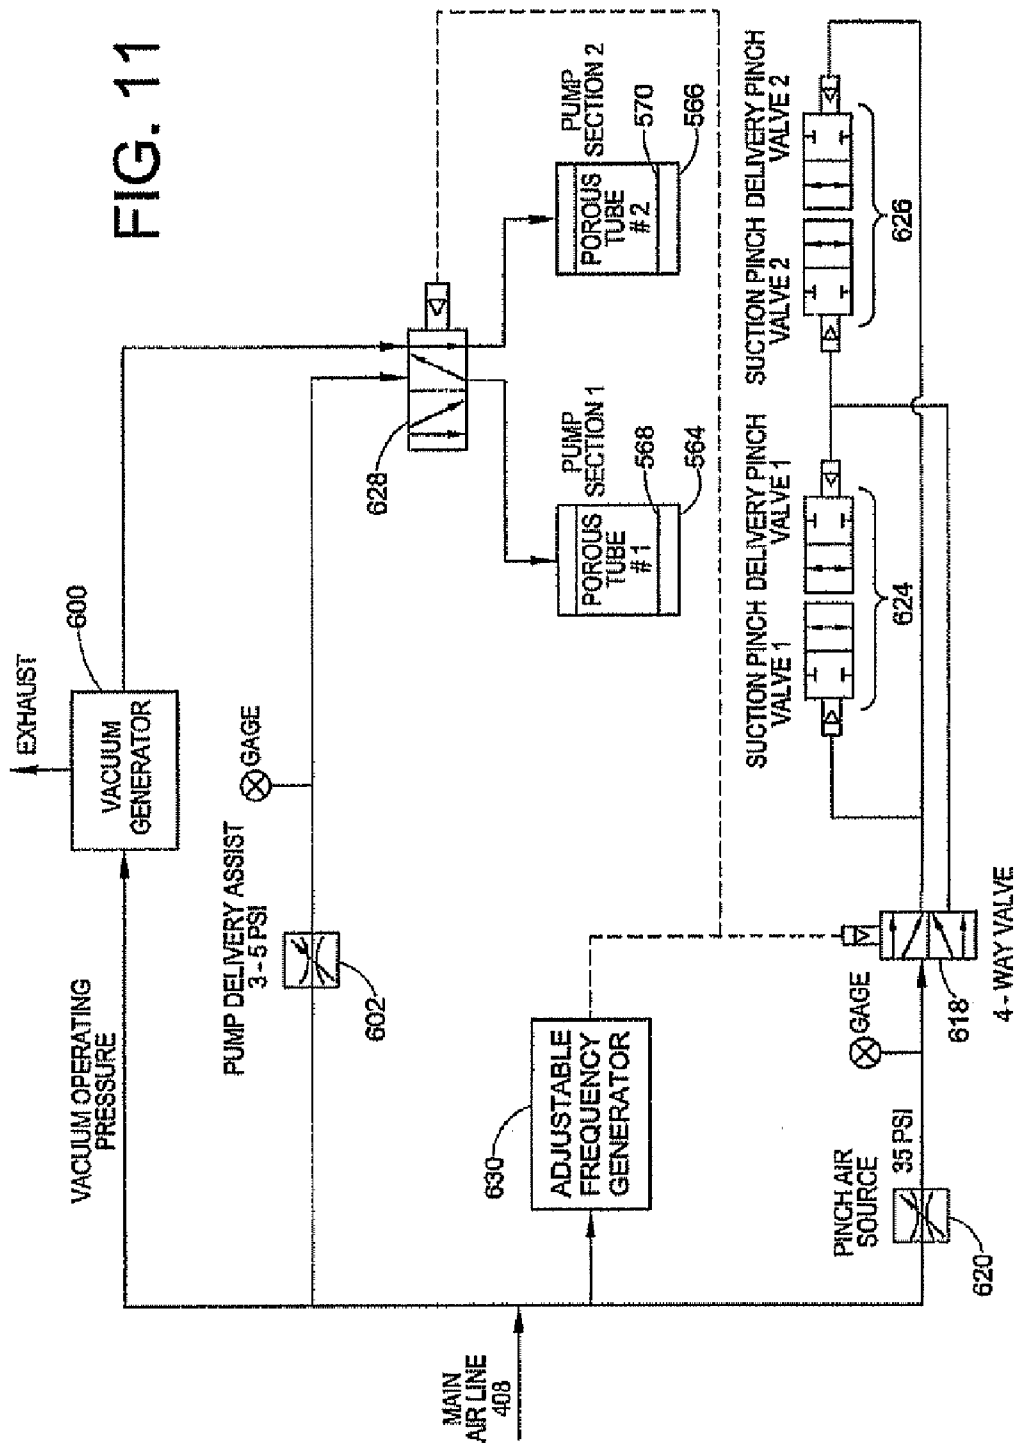 FIG. 11
EXHAUST
600
VACUUM
GENERATOR
VACUUM OPERATING
PRESSURE
GAGE
PUMP DELIVERY ASSIST
3 - 5 PSI
602
628
PUMP
SECTION 2
POROUS
TUBE
#2
570
566
PUMP
SECTION 1
POROUS
TUBE
#1
568
564
MAIN
AIR LINE
408
630
ADJUSTABLE
FREQUENCY
GENERATOR
SUCTION PINCH
VALVE 1
DELIVERY PINCH
VALVE 1
SUCTION PINCH
VALVE 2
DELIVERY PINCH
VALVE 2
624
626
PINCH AIR
SOURCE
35 PSI
620
GAGE
618
4 - WAY VALVE